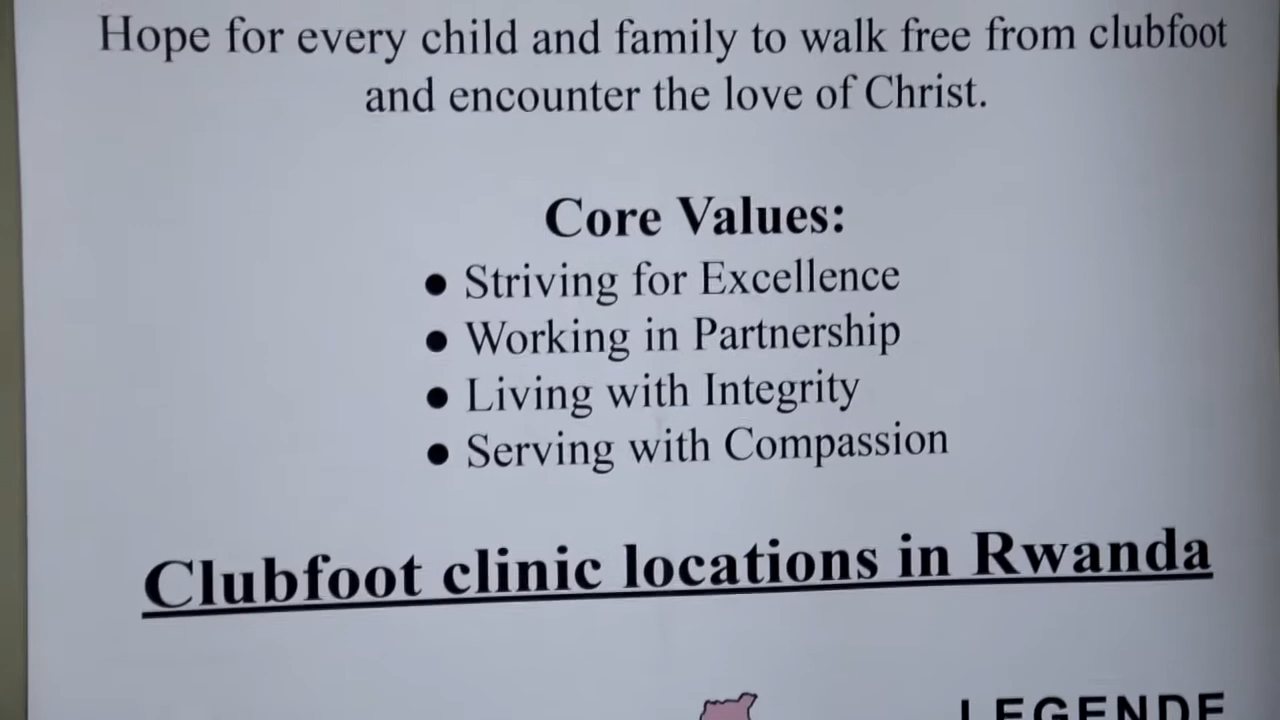 Hope for every child and family to walk free from clubfoot
and encounter the love of Christ.
Core Values:
● Striving for Excellence
● Working in Partnership
● Living with Integrity
● Serving with Compassion
Clubfoot clinic locations in Rwanda
LEGENDE